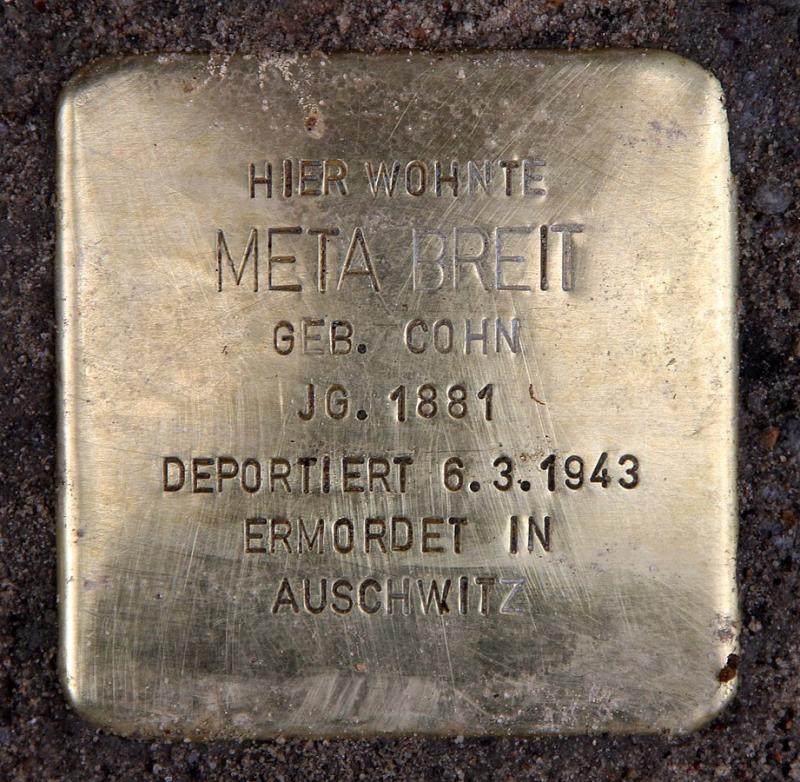 HIER WOHNTE
META BREIT
GEB. COHN
JG. 1881
DEPORTIERT 6.3.1943
ERMORDET IN
AUSCHWITZ